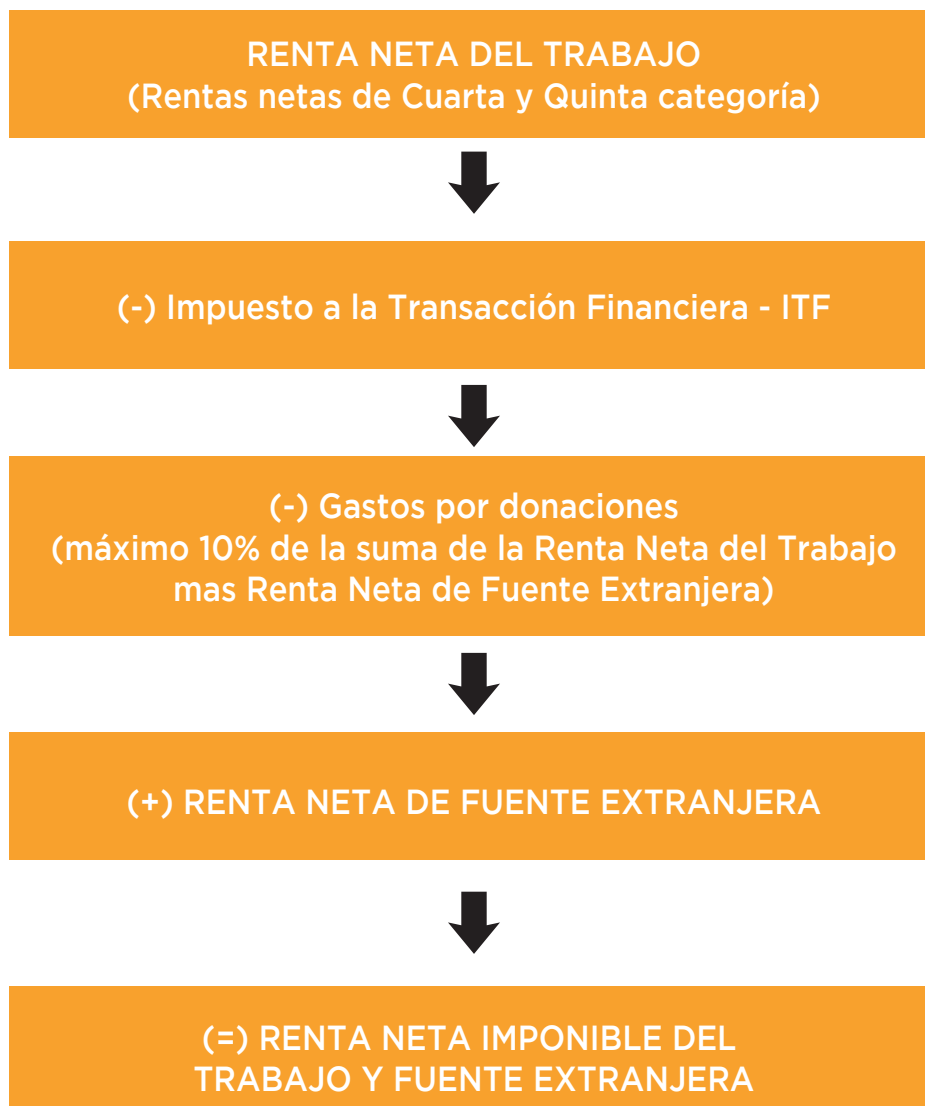 RENTA NETA DEL TRABAJO
(Rentas netas de Cuarta y Quinta categoría)
(-) Impuesto a la Transacción Financiera - ITF
(-) Gastos por donaciones
(máximo 10% de la suma de la Renta Neta del Trabajo
mas Renta Neta de Fuente Extranjera)
(+) RENTA NETA DE FUENTE EXTRANJERA
(=) RENTA NETA IMPONIBLE DEL
TRABAJO Y FUENTE EXTRANJERA